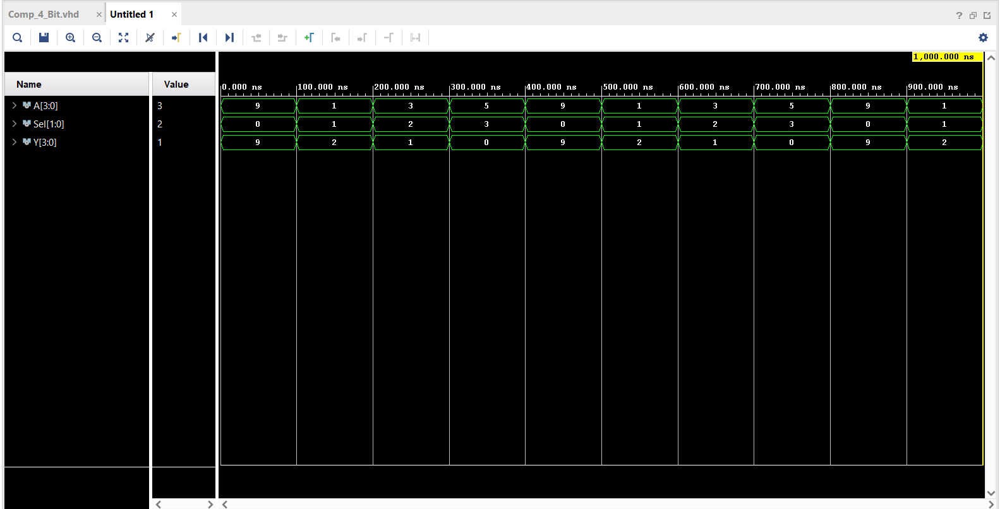 Comp_4_Bit.vhd × Untitled 1 ×
?
1,000.000 ns
Name Value
0.000 ns 100.000 ns 200.000 ns 300.000 ns 400.000 ns 500.000 ns 600.000 ns 700.000 ns 800.000 ns 900.000 ns
A[3:0] 3 9 1 3 5 9 1 3 5 9 1
Sel[1:0] 2 0 1 2 3 0 1 2 3 0 1
Y[3:0] 1 9 2 1 0 9 2 1 0 9 2